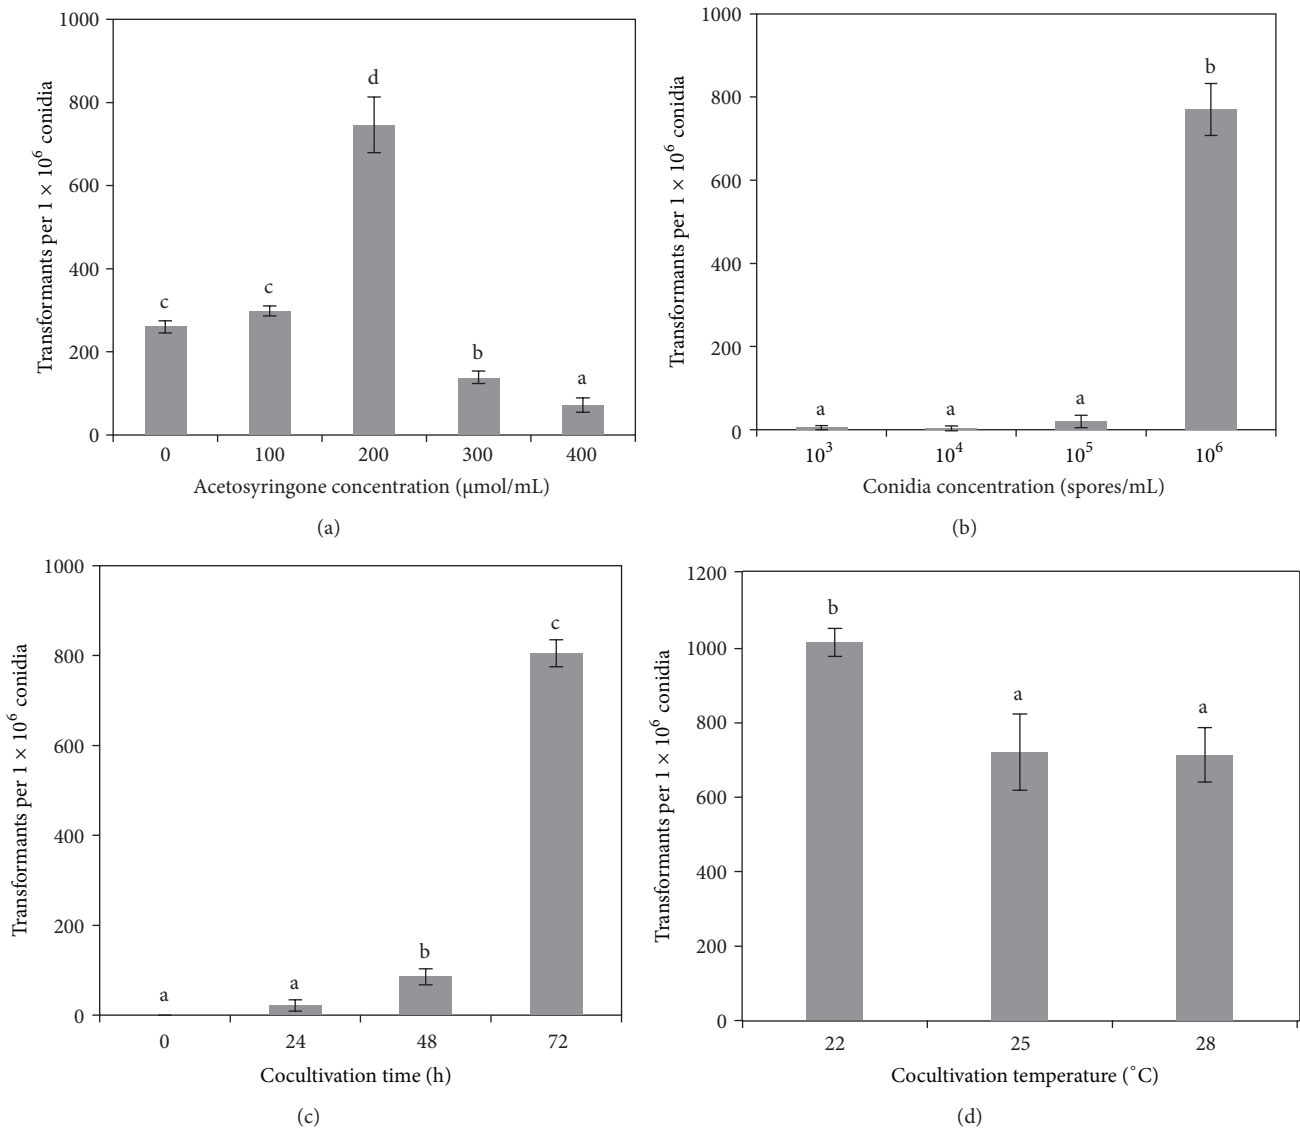 1000
800
600
400
200
0
Transformants per 1 × 10⁶ conidia
c
c
d
b
a
0 100 200 300 400
Acetosyringone concentration (μmol/mL)
(a)
1000
800
600
400
200
0
Transformants per 1 × 10⁶ conidia
a
a
a
b
10³ 10⁴ 10⁵ 10⁶
Conidia concentration (spores/mL)
(b)
1000
800
600
400
200
0
Transformants per 1 × 10⁶ conidia
a
a
b
c
0 24 48 72
Cocultivation time (h)
(c)
1200
1000
800
600
400
200
0
Transformants per 1 × 10⁶ conidia
b
a
a
22 25 28
Cocultivation temperature (˚C)
(d)